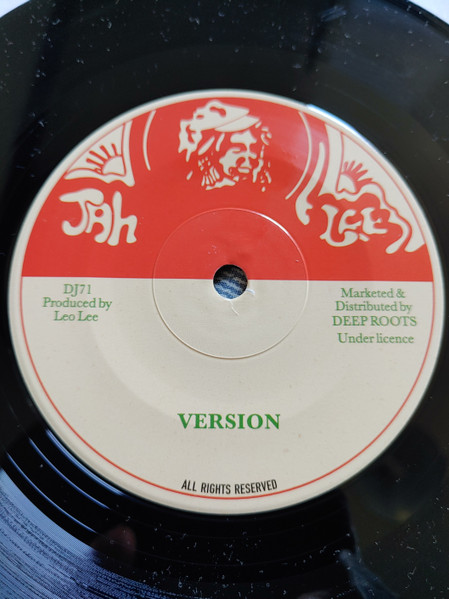 Jah Lee
DJ71
Produced by
Leo Lee
Marketed &
Distributed by
DEEP ROOTS
Under licence
VERSION
ALL RIGHTS RESERVED